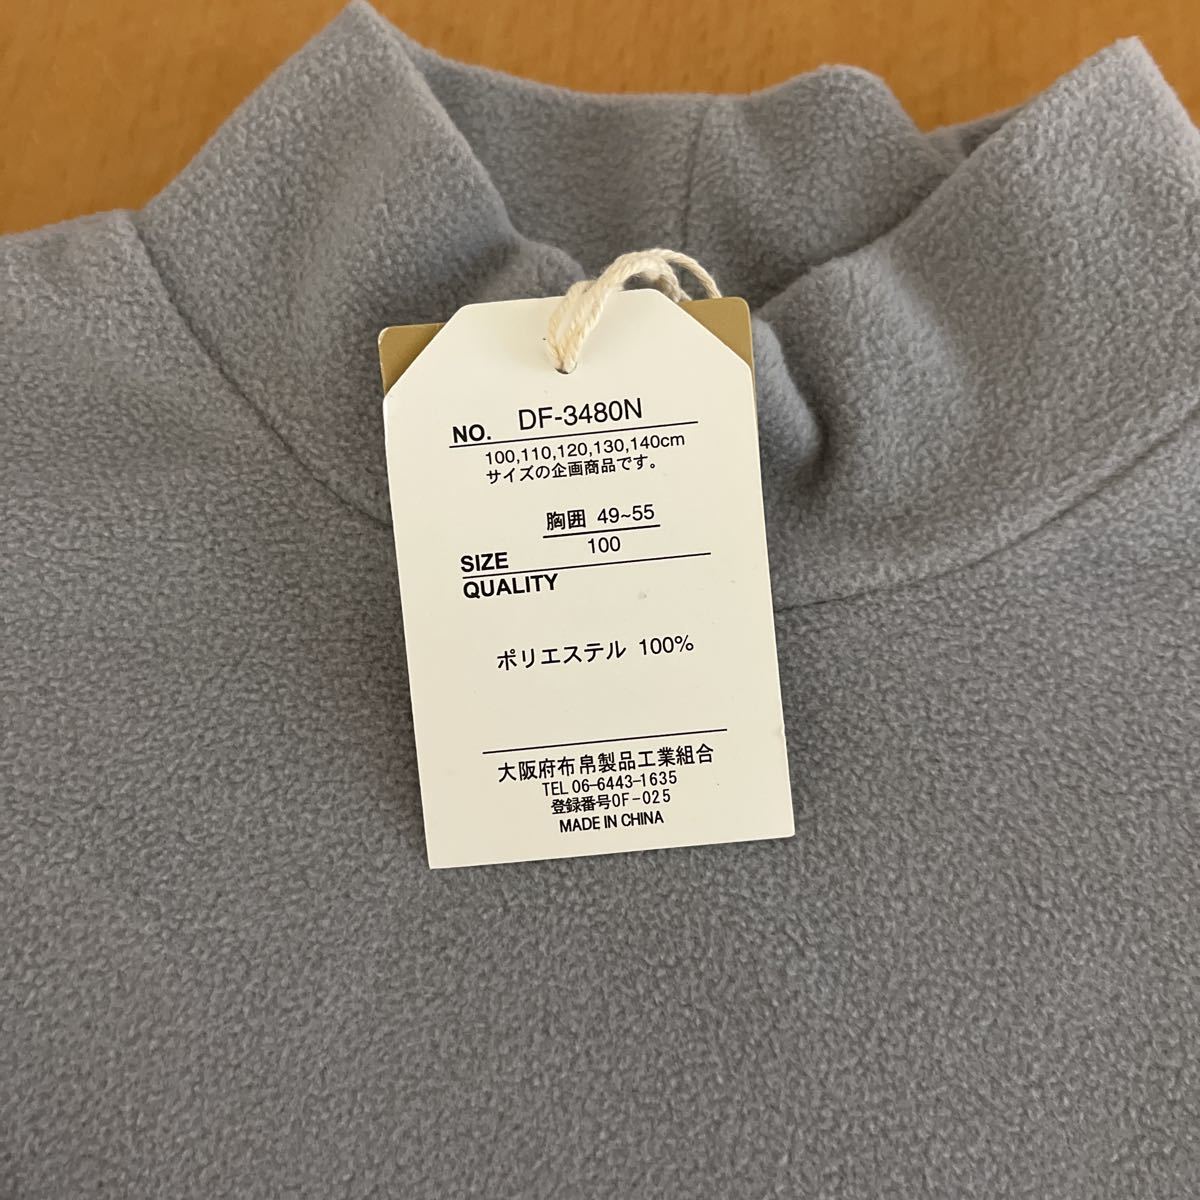 NO. DF-3480N
100,110,120,130,140cm
サイズの企画商品です。
胸囲 49~55
SIZE 100
QUALITY
ポリエステル 100%
大阪府布帛製品工業組合
TEL 06-6443-1635
登録番号OF-025
MADE IN CHINA